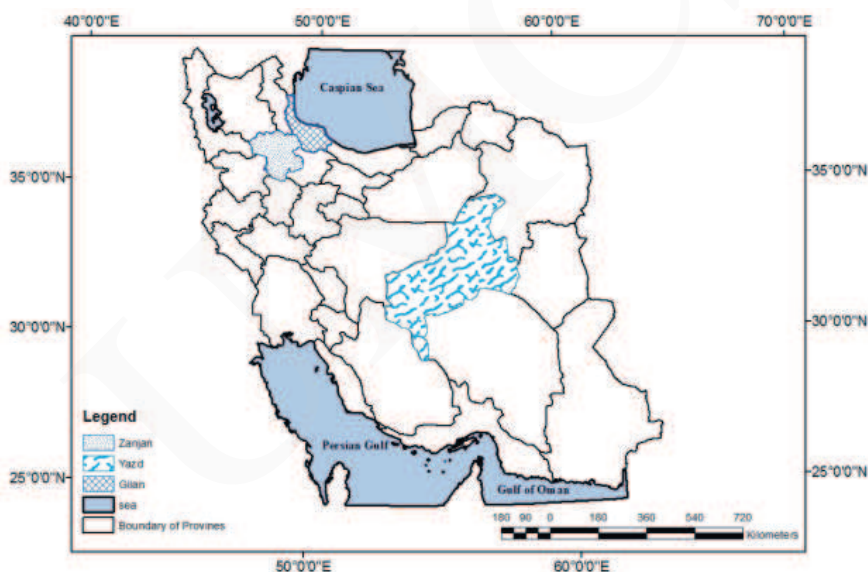 40°0'0"E 50°0'0"E 60°0'0"E 70°0'0"E
Caspian Sea
35°0'0"N 35°0'0"N
30°0'0"N 30°0'0"N
Legend
Zanjan
Yazd
Gilan
sea
Boundary of Provines
Persian Gulf
Gulf of Oman
25°0'0"N 25°0'0"N
180 90 0 180 360 540 720
Kilometers
50°0'0"E 60°0'0"E